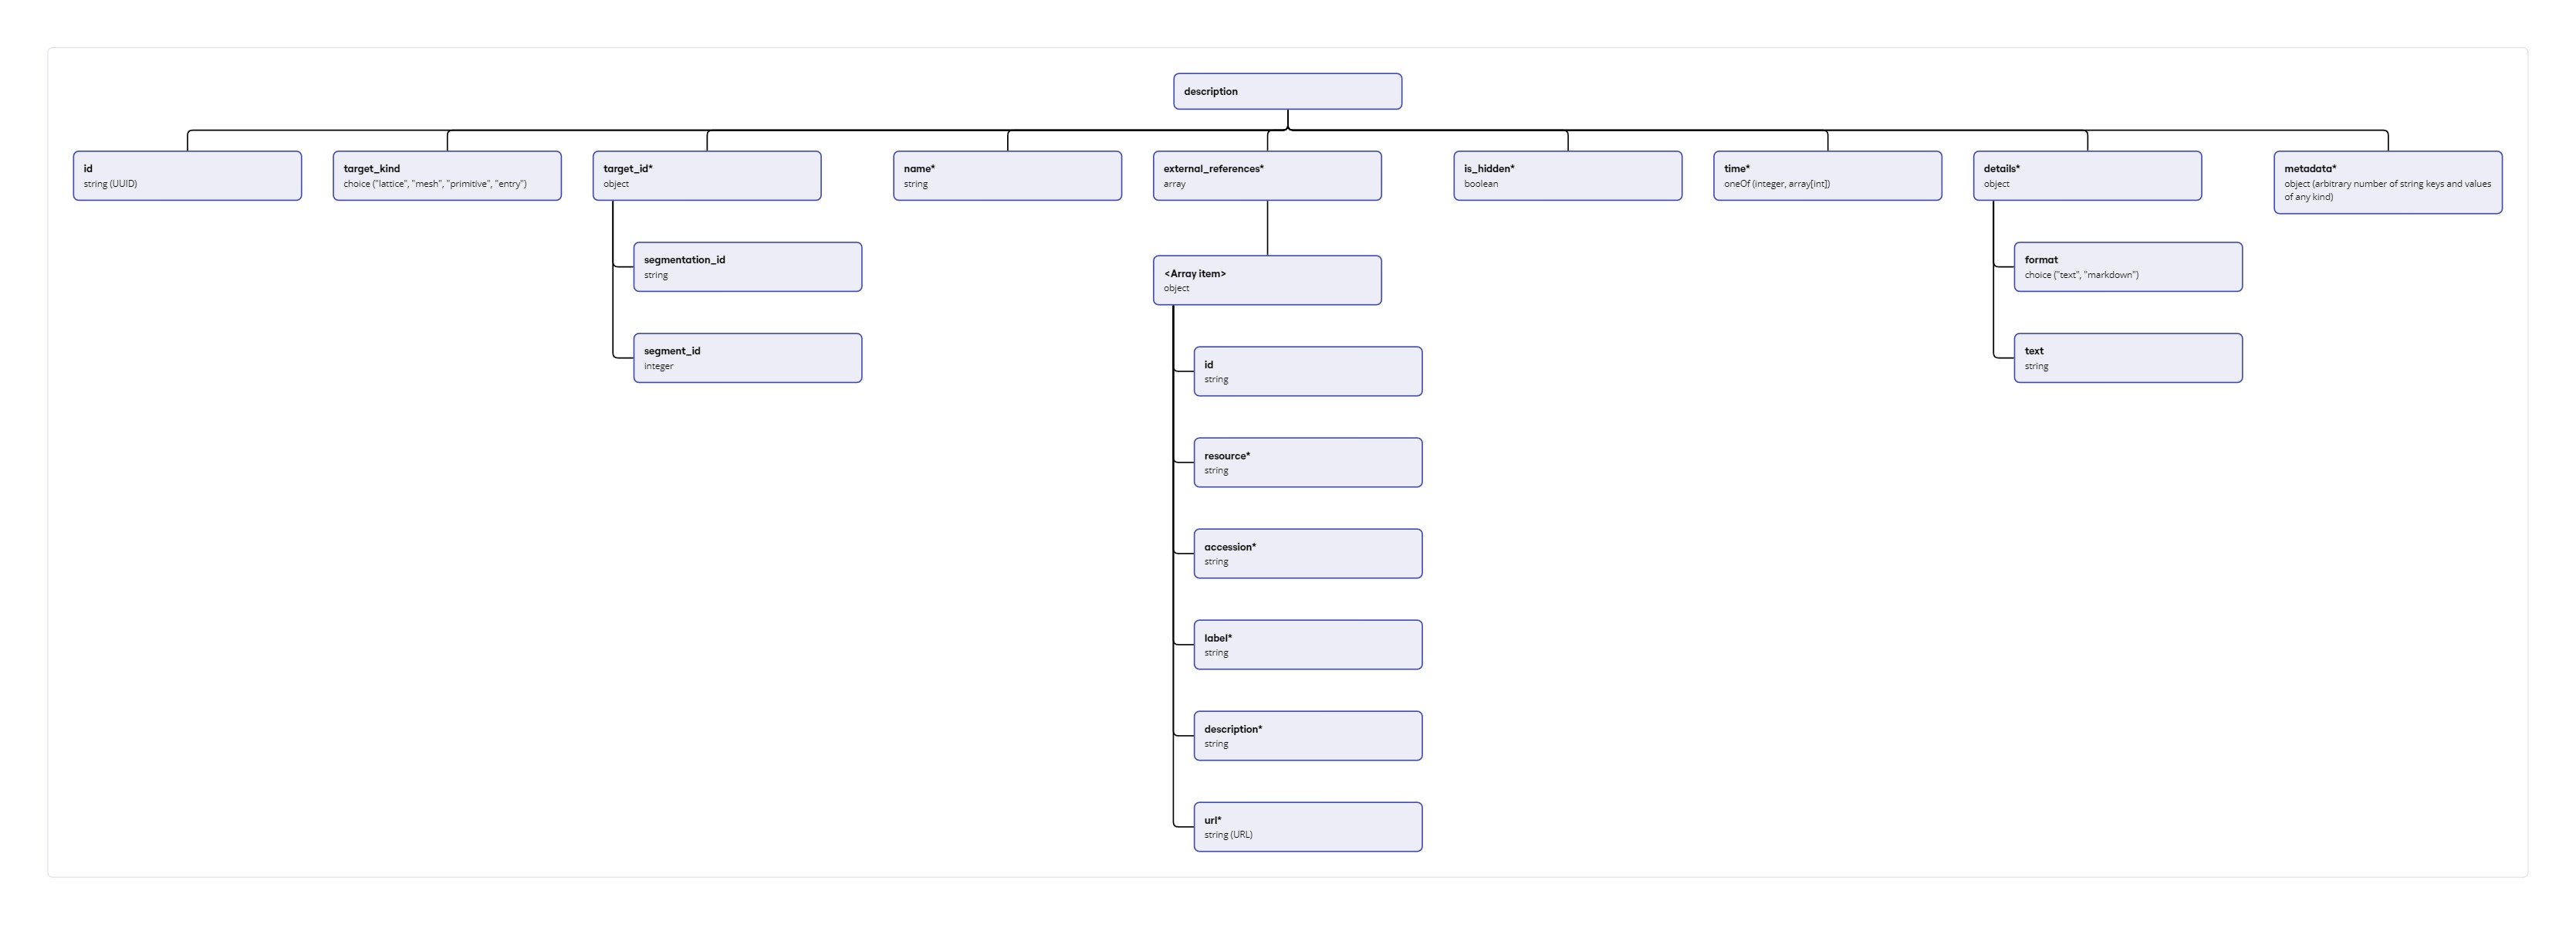 description
id
string (UUID)
target_kind
choice ("lattice", "mesh", "primitive", "entry")
target_id*
object
name*
string
external_references*
array
is_hidden*
boolean
time*
oneOf (integer, array[int])
details*
object
metadata*
object (arbitrary number of string keys and values
of any kind)
segmentation_id
string
segment_id
integer
<Array item>
object
id
string
resource*
string
accession*
string
label*
string
description*
string
url*
string (URL)
format
choice ("text", "markdown")
text
string